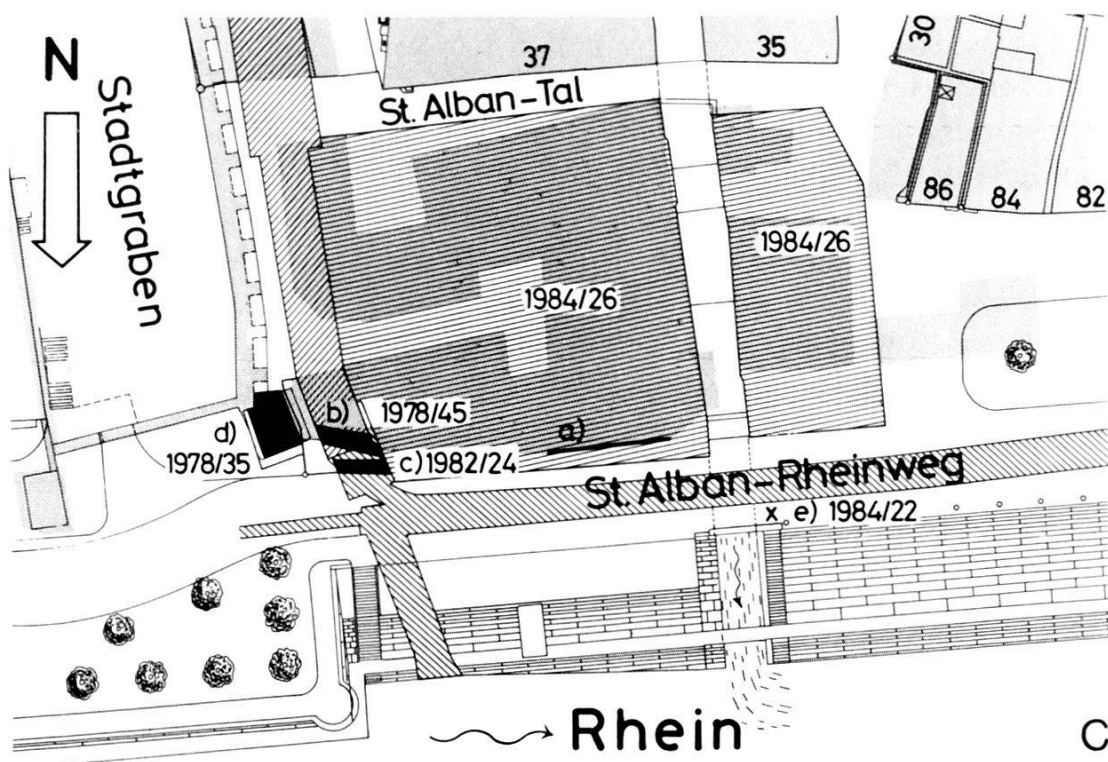 N
Stadtgraben
37
35
30
St. Alban-Tal
86
84
82
1984/26
1984/26
b)
1978/45
a)
d)
1978/35
c) 1982/24
St. Alban-Rheinweg
x e) 1984/22
Rhein
C